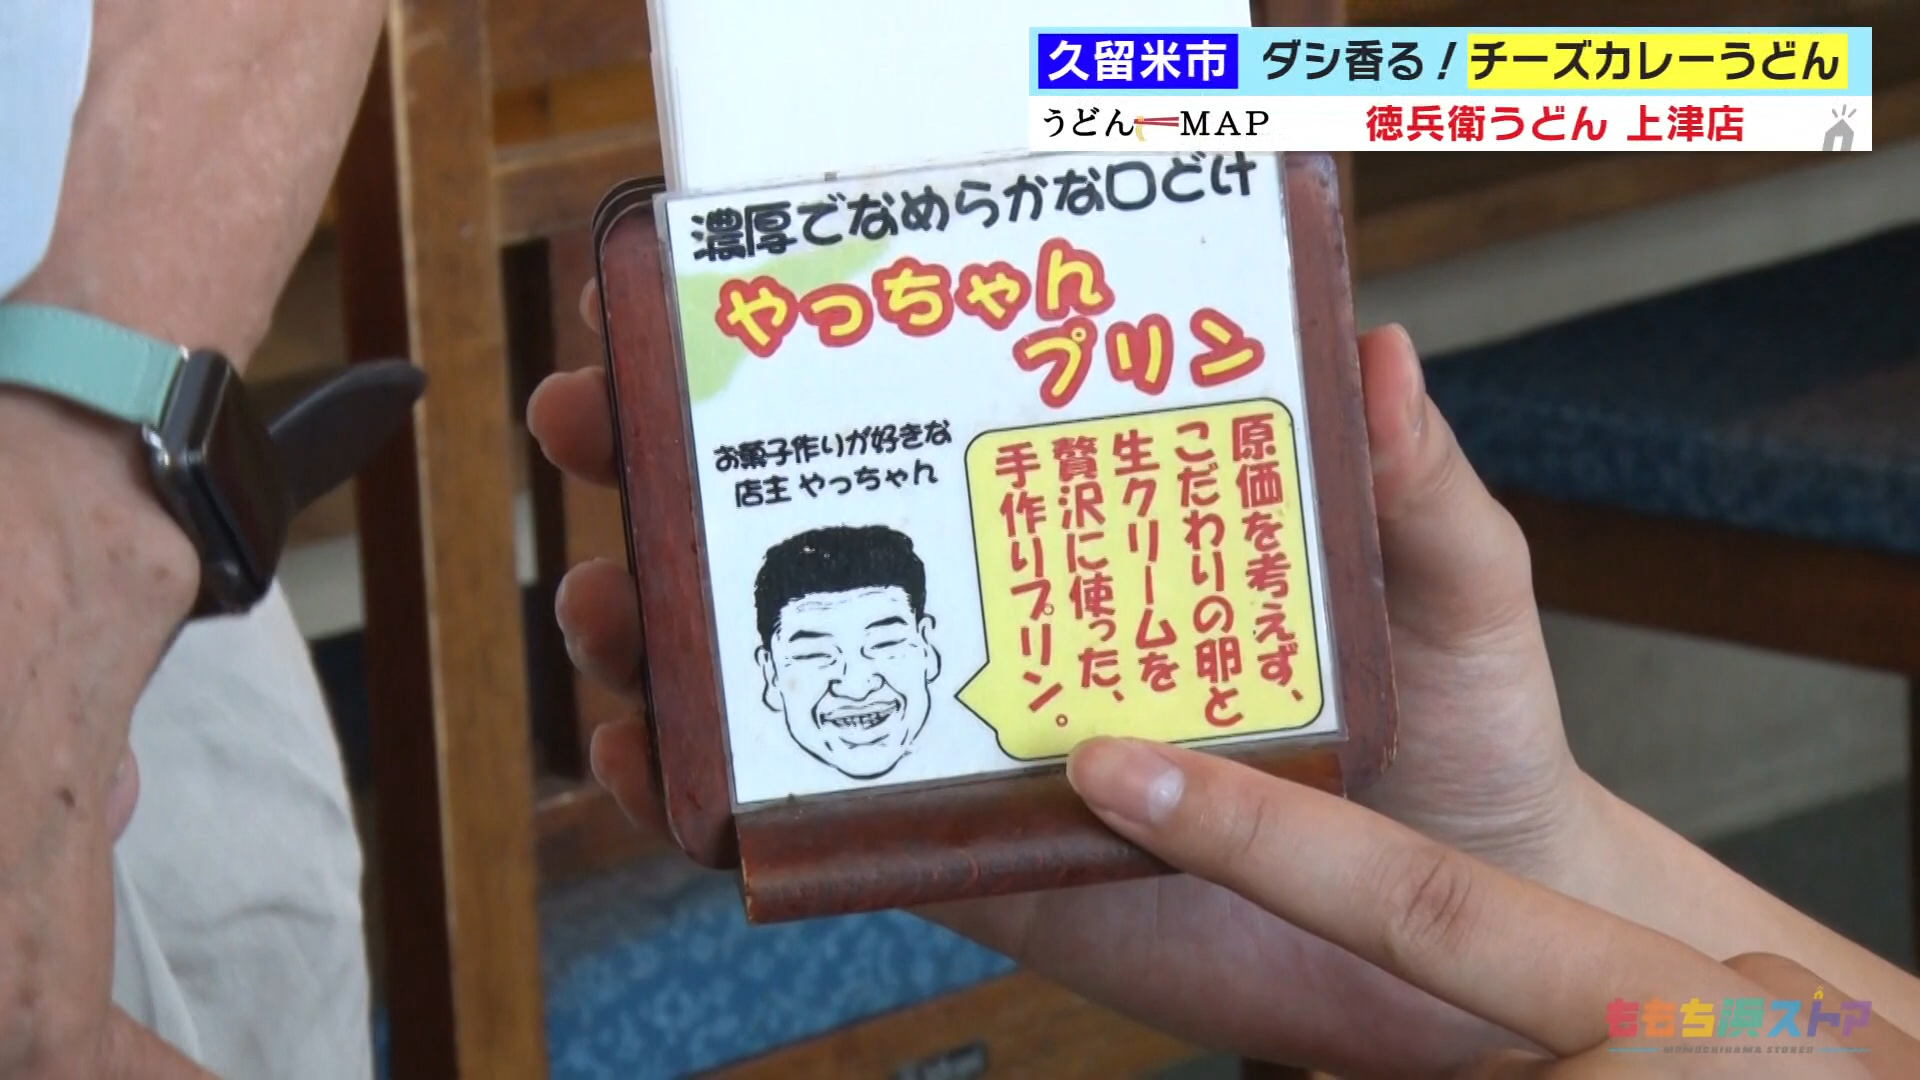 久留米市 ダシ香る!チーズカレーうどん
うどんMAP 徳兵衛うどん 上津店
濃厚でなめらかな口どけ
やっちゃん
プリン
お菓子作りが好きな
店主 やっちゃん
原価を考えず、
こだわりの卵と
生クリームを
贅沢に使った、
手作りプリン。
ももち浜ストア
MOMOCHIHAMA STORE